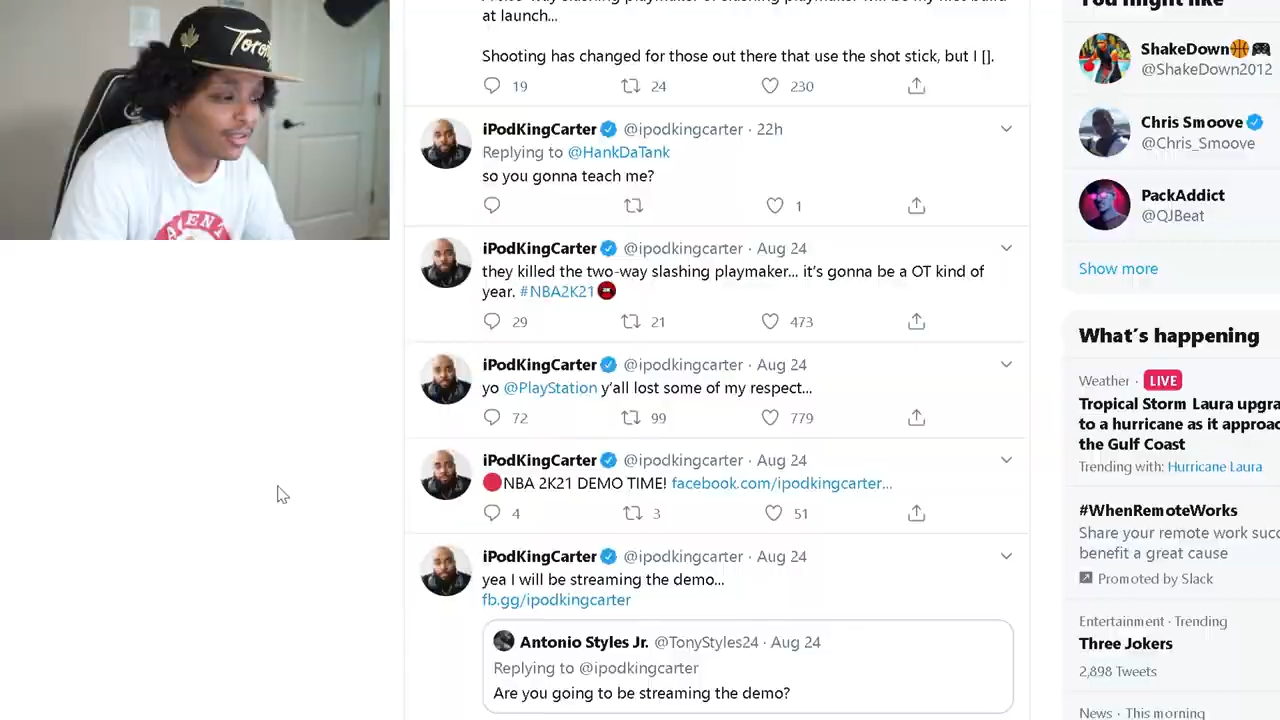 Toron
AGENT
at launch...
Shooting has changed for those out there that use the shot stick, but I [].
19 24 230
iPodKingCarter @ipodkingcarter · 22h
Replying to @HankDaTank
so you gonna teach me?
1
iPodKingCarter @ipodkingcarter · Aug 24
they killed the two-way slashing playmaker... it's gonna be a OT kind of
year. #NBA2K21
29 21 473
iPodKingCarter @ipodkingcarter · Aug 24
yo @PlayStation y'all lost some of my respect...
72 99 779
iPodKingCarter @ipodkingcarter · Aug 24
NBA 2K21 DEMO TIME! facebook.com/ipodkingcarter...
4 3 51
iPodKingCarter @ipodkingcarter · Aug 24
yea I will be streaming the demo...
fb.gg/ipodkingcarter
Antonio Styles Jr. @TonyStyles24 · Aug 24
Replying to @ipodkingcarter
Are you going to be streaming the demo?
You might like
ShakeDown
@ShakeDown2012
Chris Smoove
@Chris_Smoove
PackAddict
@QJBeat
Show more
What's happening
Weather · LIVE
Tropical Storm Laura upgra
to a hurricane as it approac
the Gulf Coast
Trending with: Hurricane Laura
#WhenRemoteWorks
Share your remote work succ
benefit a great cause
Promoted by Slack
Entertainment · Trending
Three Jokers
2,898 Tweets
News · This morning